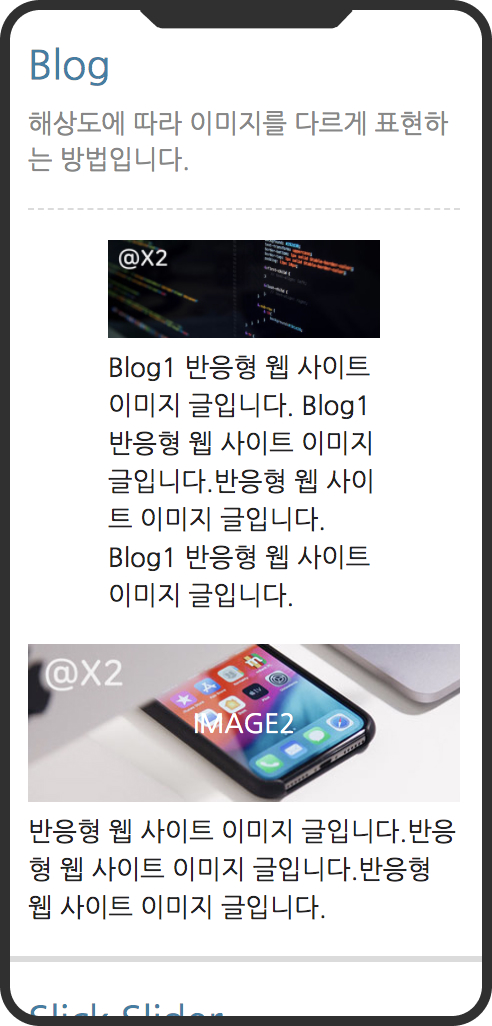 Blog
해상도에 따라 이미지를 다르게 표현하
는 방법입니다.
@X2
Blog1 반응형 웹 사이트
이미지 글입니다. Blog1
반응형 웹 사이트 이미지
글입니다.반응형 웹 사이
트 이미지 글입니다.
Blog1 반응형 웹 사이트
이미지 글입니다.
@X2
IMAGE2
반응형 웹 사이트 이미지 글입니다.반응
형 웹 사이트 이미지 글입니다.반응형
웹 사이트 이미지 글입니다.
Slick Slider